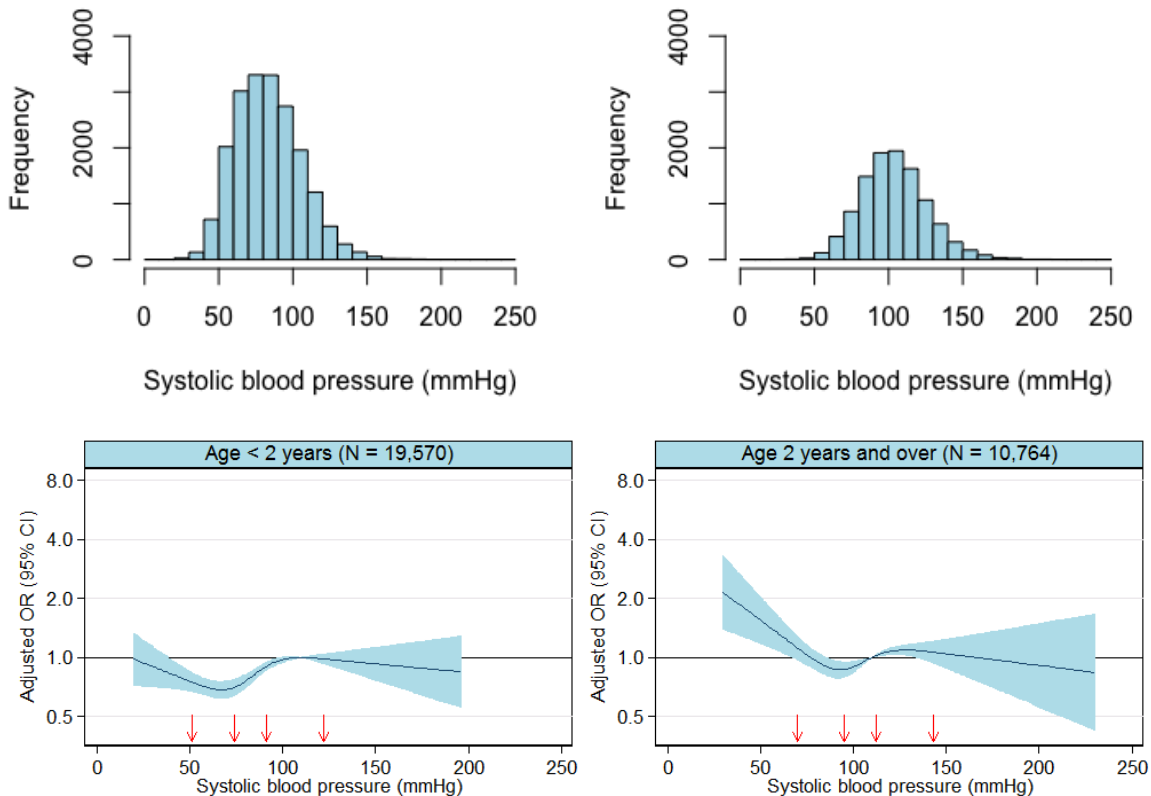 Frequency
4000
2000
0
0 50 100 150 200 250
Systolic blood pressure (mmHg)
Frequency
4000
2000
0
0 50 100 150 200 250
Systolic blood pressure (mmHg)
Age < 2 years (N = 19,570)
Adjusted OR (95% CI)
8.0
4.0
2.0
1.0
0.5
0 50 100 150 200 250
Systolic blood pressure (mmHg)
Age 2 years and over (N = 10,764)
Adjusted OR (95% CI)
8.0
4.0
2.0
1.0
0.5
0 50 100 150 200 250
Systolic blood pressure (mmHg)